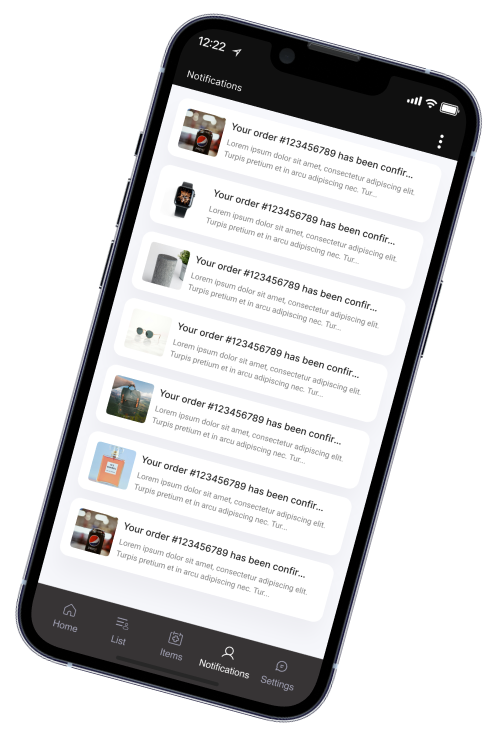 12:22
Notifications
Your order #123456789 has been confir...
Lorem ipsum dolor sit amet, consectetur adipiscing elit.
Turpis pretium et in arcu adipiscing nec. Tur...
Your order #123456789 has been confir...
Lorem ipsum dolor sit amet, consectetur adipiscing elit.
Turpis pretium et in arcu adipiscing nec. Tur...
Your order #123456789 has been confir...
Lorem ipsum dolor sit amet, consectetur adipiscing elit.
Turpis pretium et in arcu adipiscing nec. Tur...
Your order #123456789 has been confir...
Lorem ipsum dolor sit amet, consectetur adipiscing elit.
Turpis pretium et in arcu adipiscing nec. Tur...
Your order #123456789 has been confir...
Lorem ipsum dolor sit amet, consectetur adipiscing elit.
Turpis pretium et in arcu adipiscing nec. Tur...
Your order #123456789 has been confir...
Lorem ipsum dolor sit amet, consectetur adipiscing elit.
Turpis pretium et in arcu adipiscing nec. Tur...
Your order #123456789 has been confir...
Lorem ipsum dolor sit amet, consectetur adipiscing elit.
Turpis pretium et in arcu adipiscing nec. Tur...
Home
List
Items
Notifications
Settings